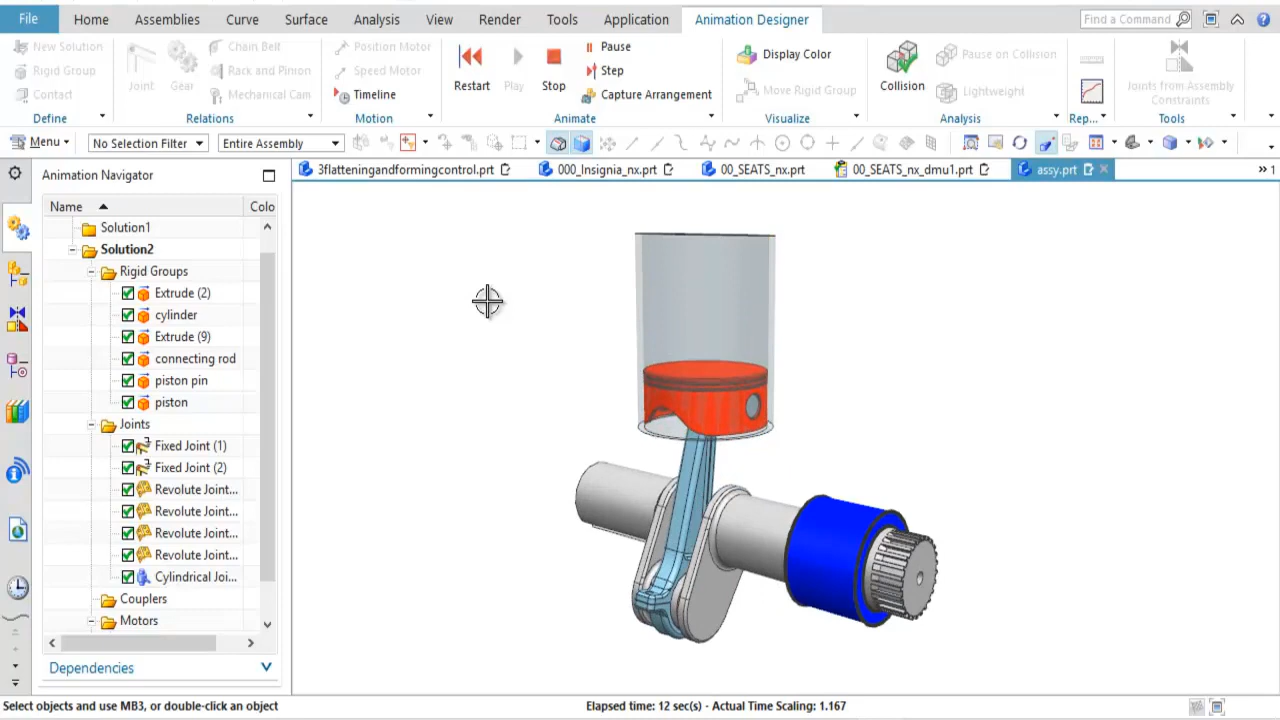 File Home Assemblies Curve Surface Analysis View Render Tools Application Animation Designer Find a Command
New Solution Chain Belt Position Motor Pause Display Color Pause on Collision
Rigid Group Joint Gear Rack and Pinion Speed Motor Restart Play Stop Step Move Rigid Group Collision Lightweight Joints from Assembly Constraints
Contact Mechanical Cam Timeline Capture Arrangement
Define Relations Motion Animate Visualize Analysis Rep... Tools
Menu No Selection Filter Entire Assembly
Animation Navigator 3flatteningandformingcontrol.prt 000_Insignia_nx.prt 00_SEATS_nx.prt 00_SEATS_nx_dmu1.prt assy.prt 1
Name Colo
Solution1
Solution2
Rigid Groups
Extrude (2)
cylinder
Extrude (9)
connecting rod
piston pin
piston
Joints
Fixed Joint (1)
Fixed Joint (2)
Revolute Joint...
Revolute Joint...
Revolute Joint...
Revolute Joint...
Cylindrical Joi...
Couplers
Motors
Dependencies
Select objects and use MB3, or double-click an object Elapsed time: 12 sec(s) - Actual Time Scaling: 1.167